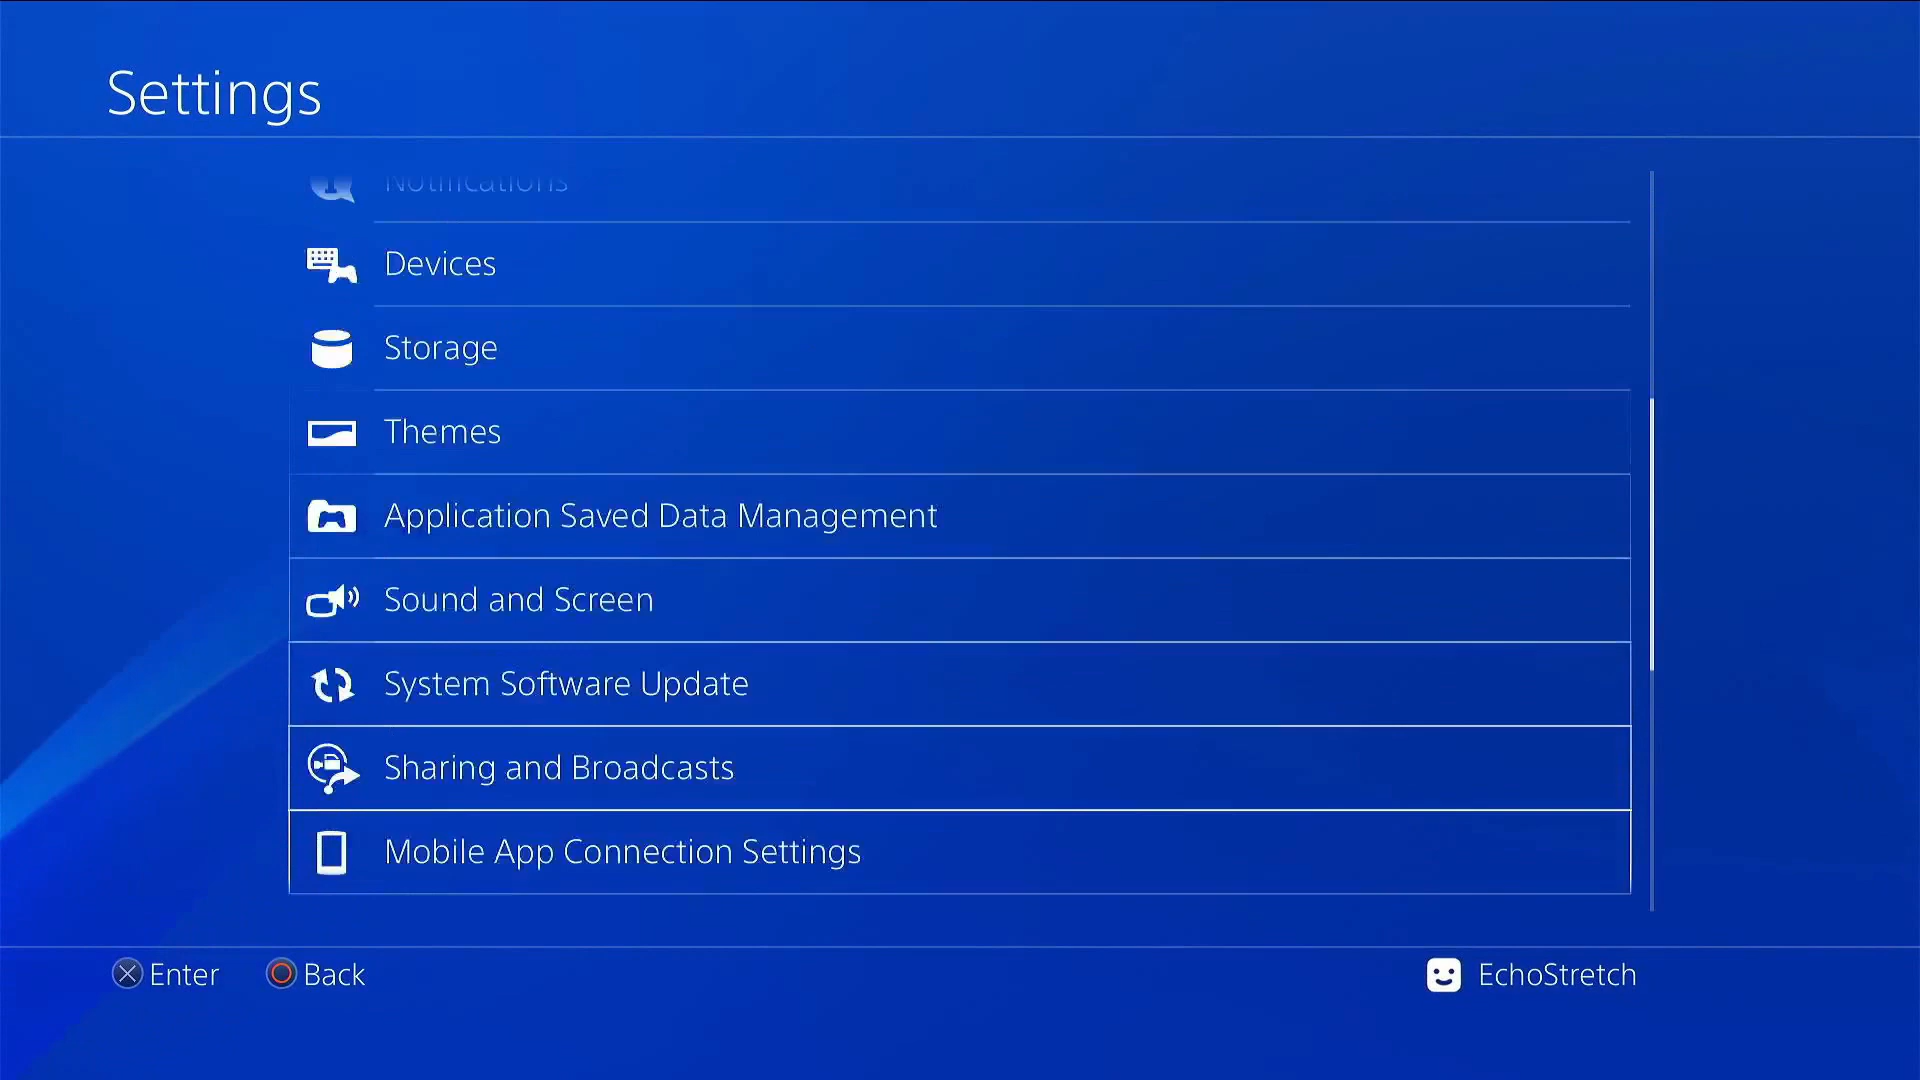 Settings
Notifications
Devices
Storage
Themes
Application Saved Data Management
Sound and Screen
System Software Update
Sharing and Broadcasts
Mobile App Connection Settings
Enter Back EchoStretch